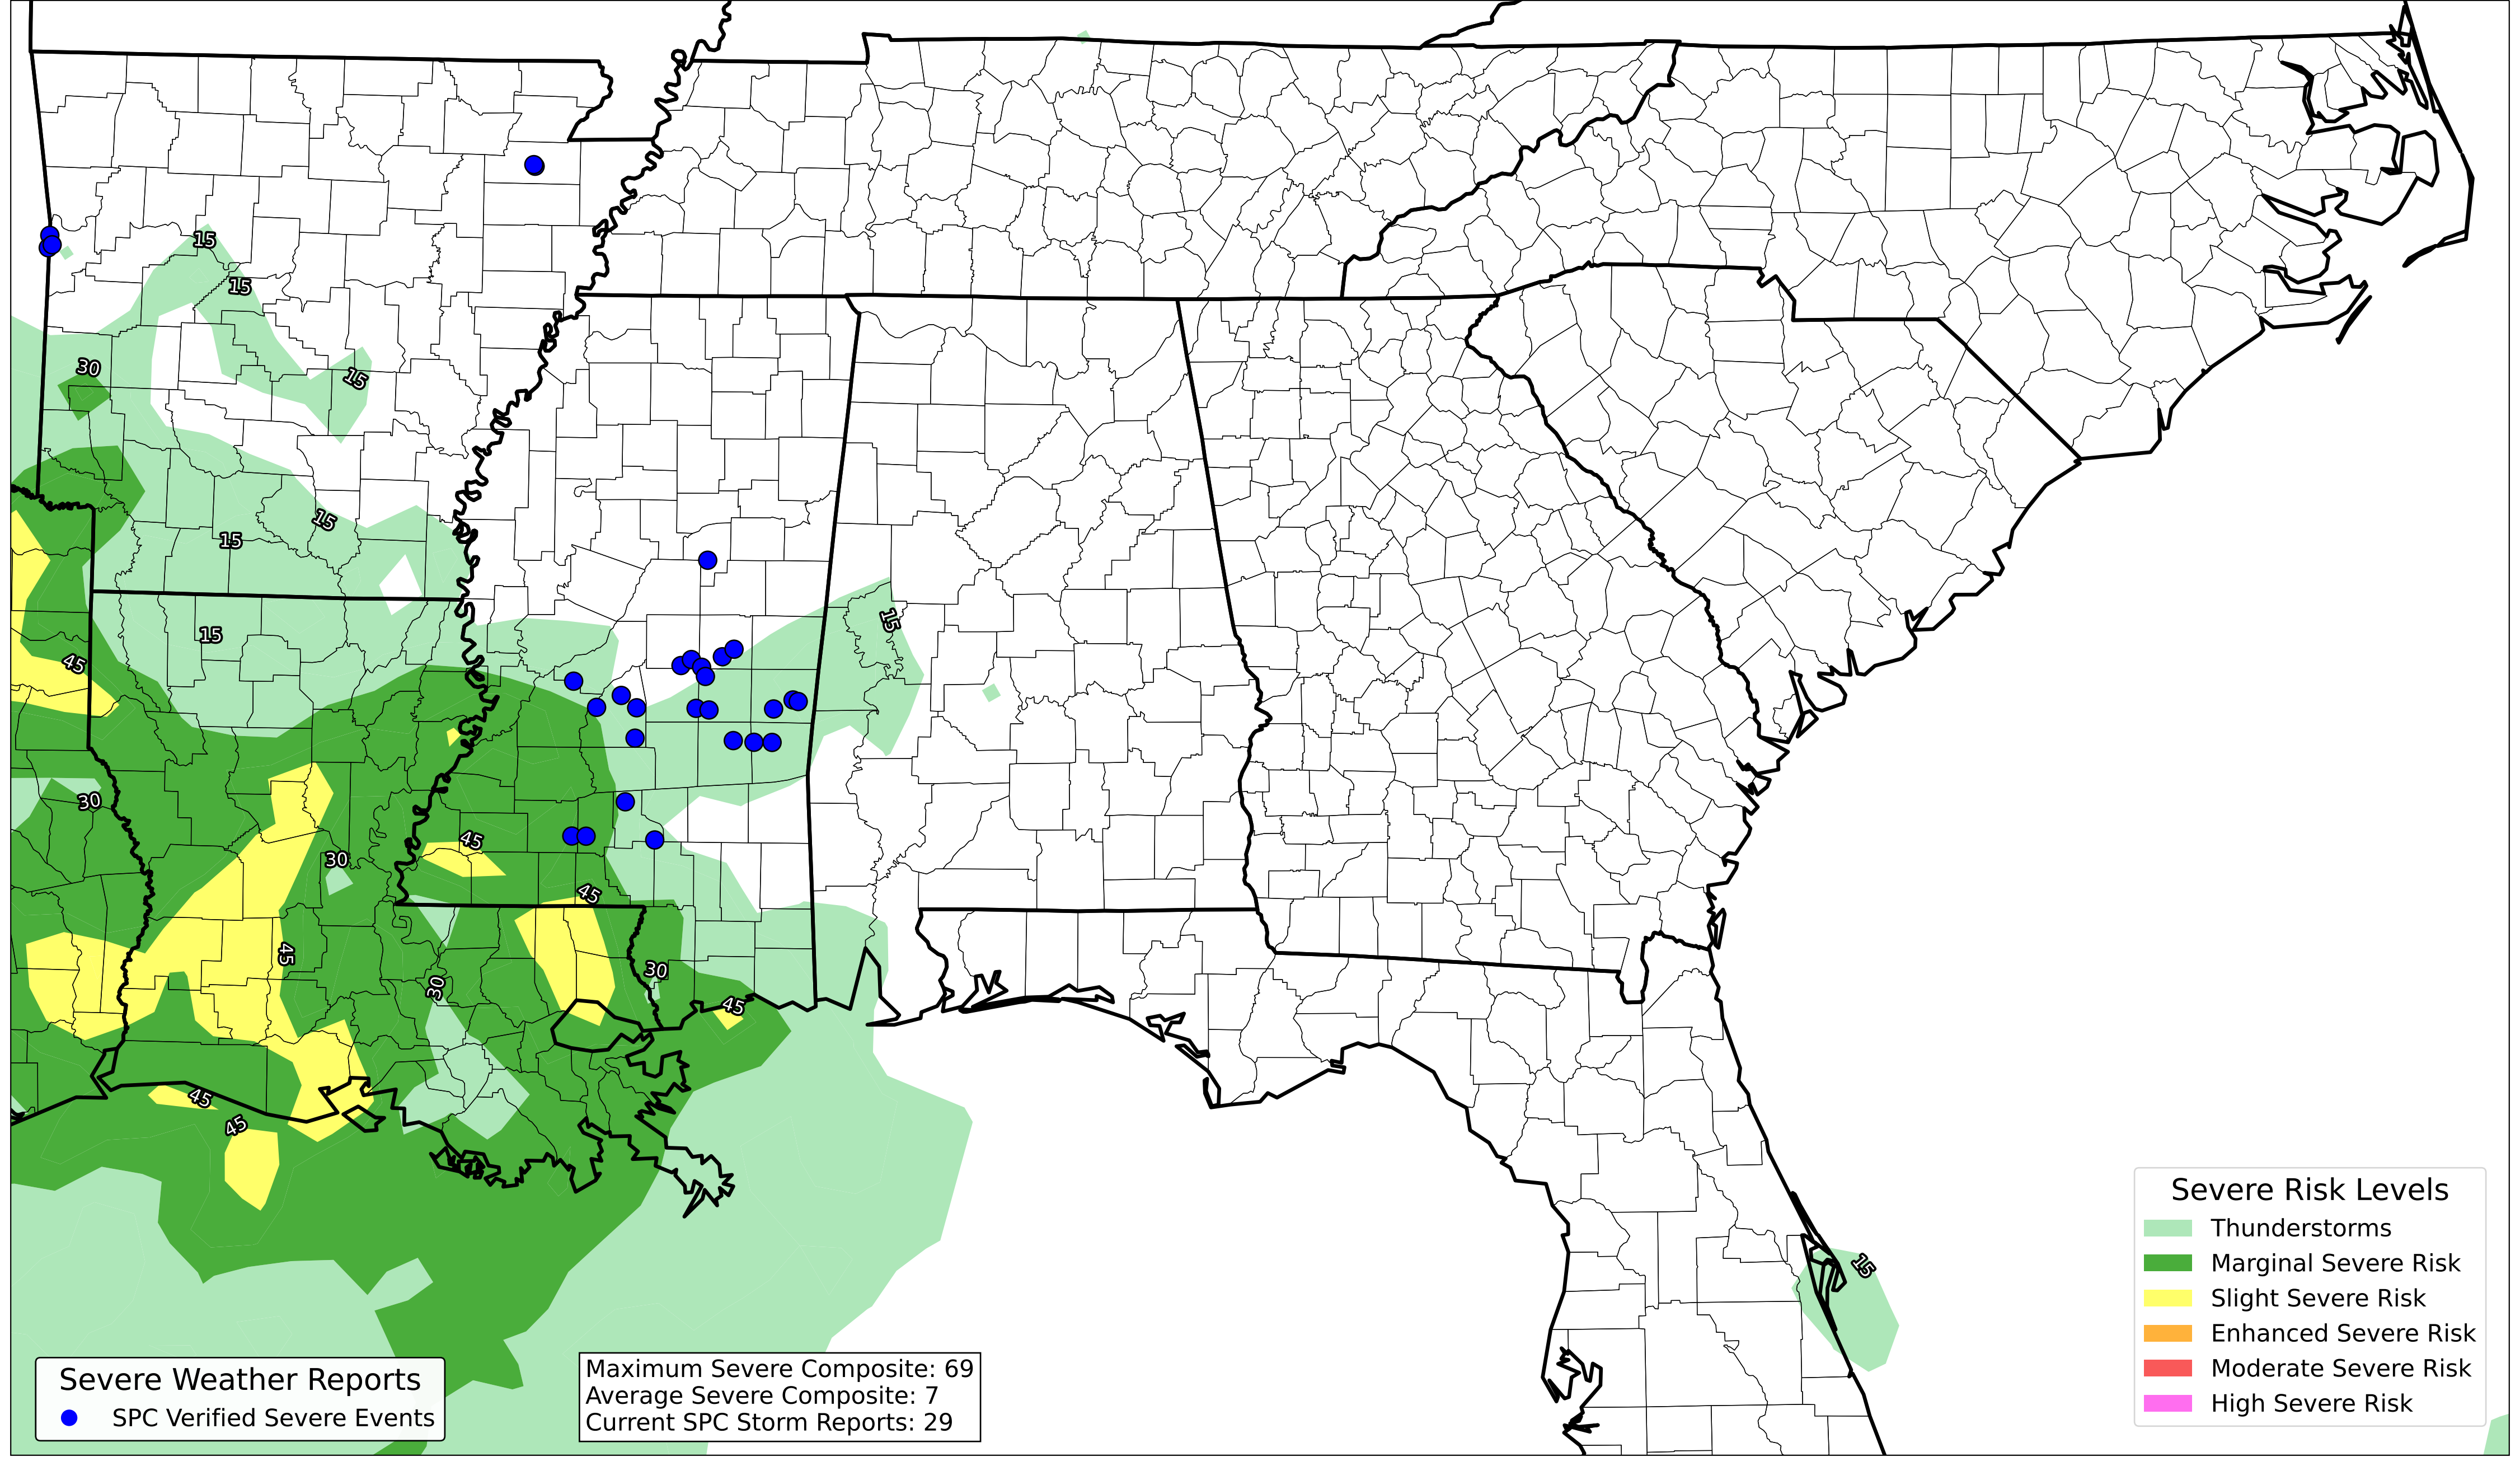 15
15
30
15
15
15
15
15
45
30
45
30
45
45
30
30
45
45
45
15
Severe Risk Levels
Thunderstorms
Marginal Severe Risk
Slight Severe Risk
Enhanced Severe Risk
Moderate Severe Risk
High Severe Risk
Severe Weather Reports
SPC Verified Severe Events
Maximum Severe Composite: 69
Average Severe Composite: 7
Current SPC Storm Reports: 29